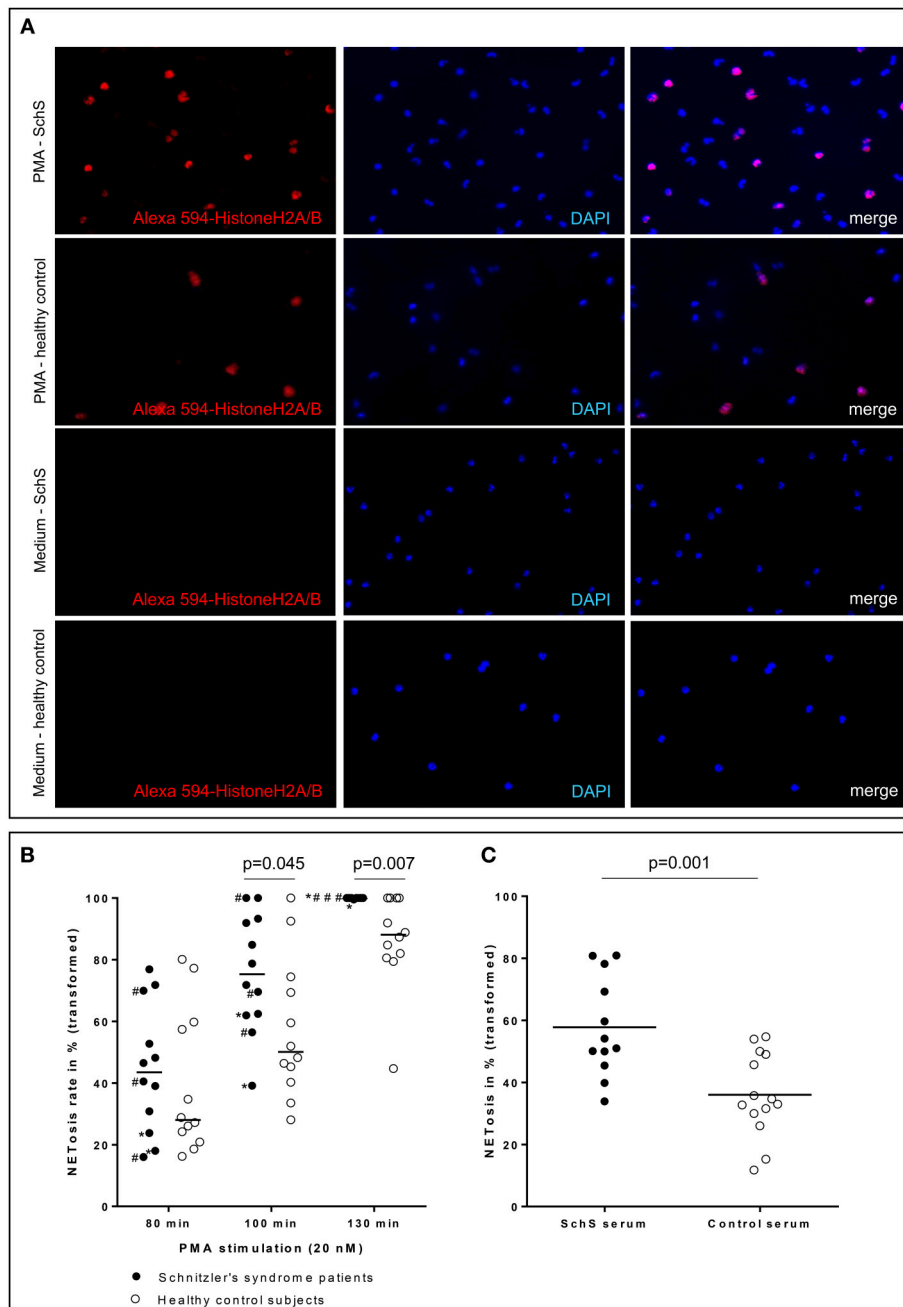 A
PMA - SchS
Alexa 594-HistoneH2A/B
DAPI
merge
PMA - healthy control
Alexa 594-HistoneH2A/B
DAPI
merge
Medium - SchS
Alexa 594-HistoneH2A/B
DAPI
merge
Medium - healthy control
Alexa 594-HistoneH2A/B
DAPI
merge
B
p=0.045
p=0.007
NETosis rate in % (transformed)
100
80
60
40
20
0
#
#
*
*
#
#
#
*
#
*
*###
*
80 min
100 min
130 min
PMA stimulation (20 nM)
Schnitzler's syndrome patients
Healthy control subjects
C
p=0.001
NETosis in % (transformed)
100
80
60
40
20
0
SchS serum
Control serum